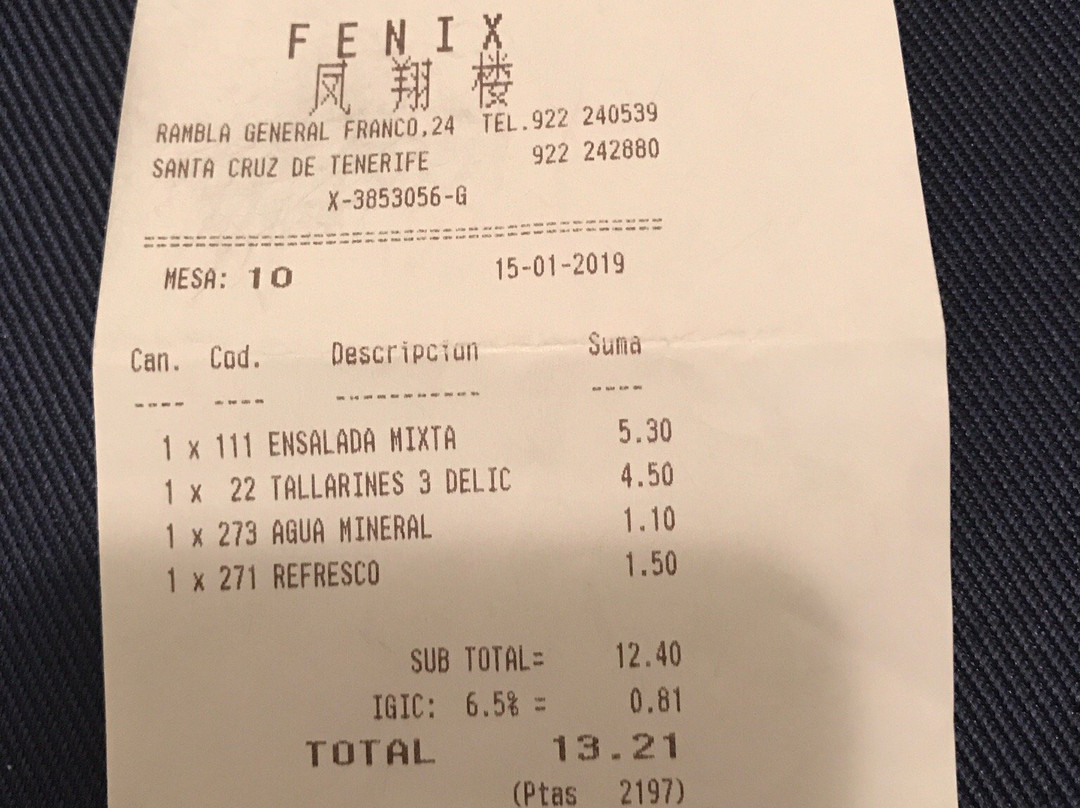 FENIX
凤翔楼
RAMBLA GENERAL FRANCO,24 TEL.922 240539
SANTA CRUZ DE TENERIFE 922 242880
X-3853056-G
MESA: 10 15-01-2019
Can. Cod. Descripcion Suma
1 x 111 ENSALADA MIXTA 5.30
1 x 22 TALLARINES 3 DELIC 4.50
1 x 273 AGUA MINERAL 1.10
1 x 271 REFRESCO 1.50
SUB TOTAL= 12.40
IGIC: 6.5% = 0.81
TOTAL 13.21
(Ptas 2197)